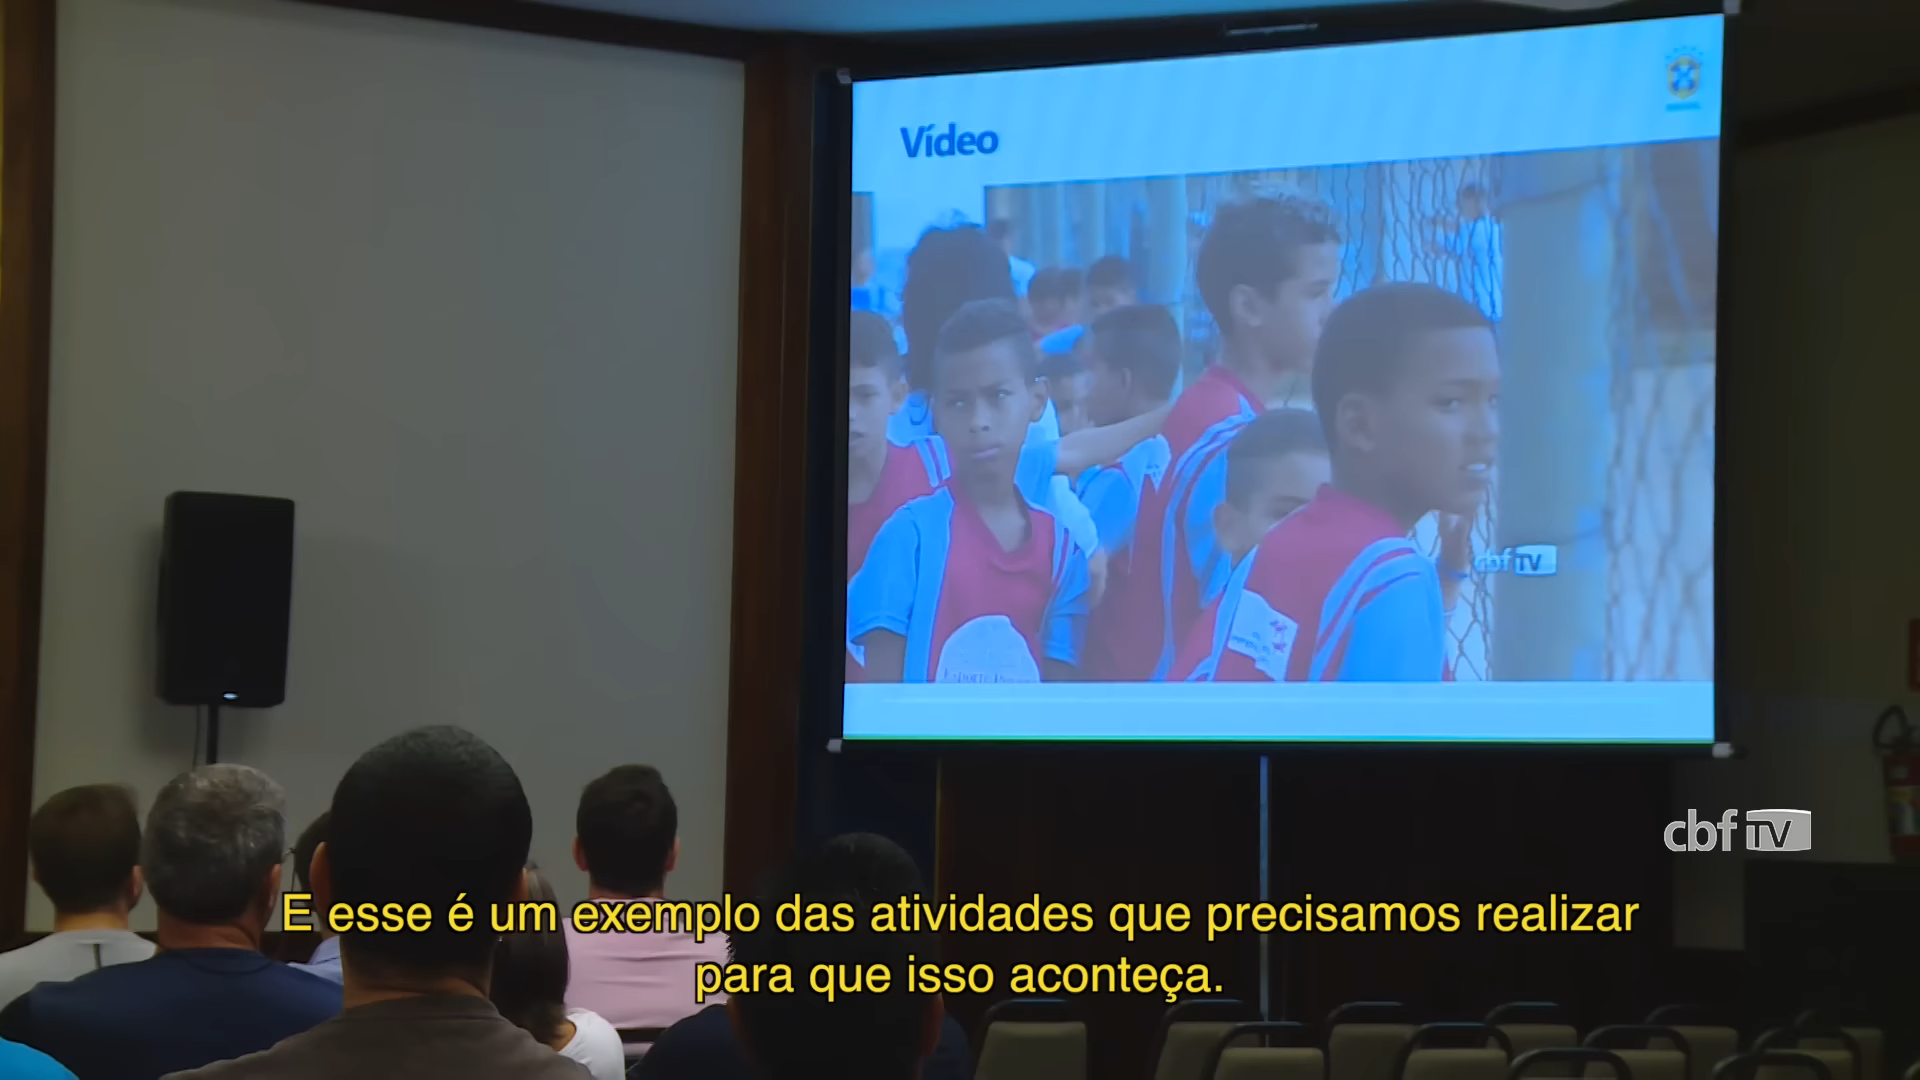 Vídeo
cbf TV
cbf TV
E esse é um exemplo das atividades que precisamos realizar
para que isso aconteça.